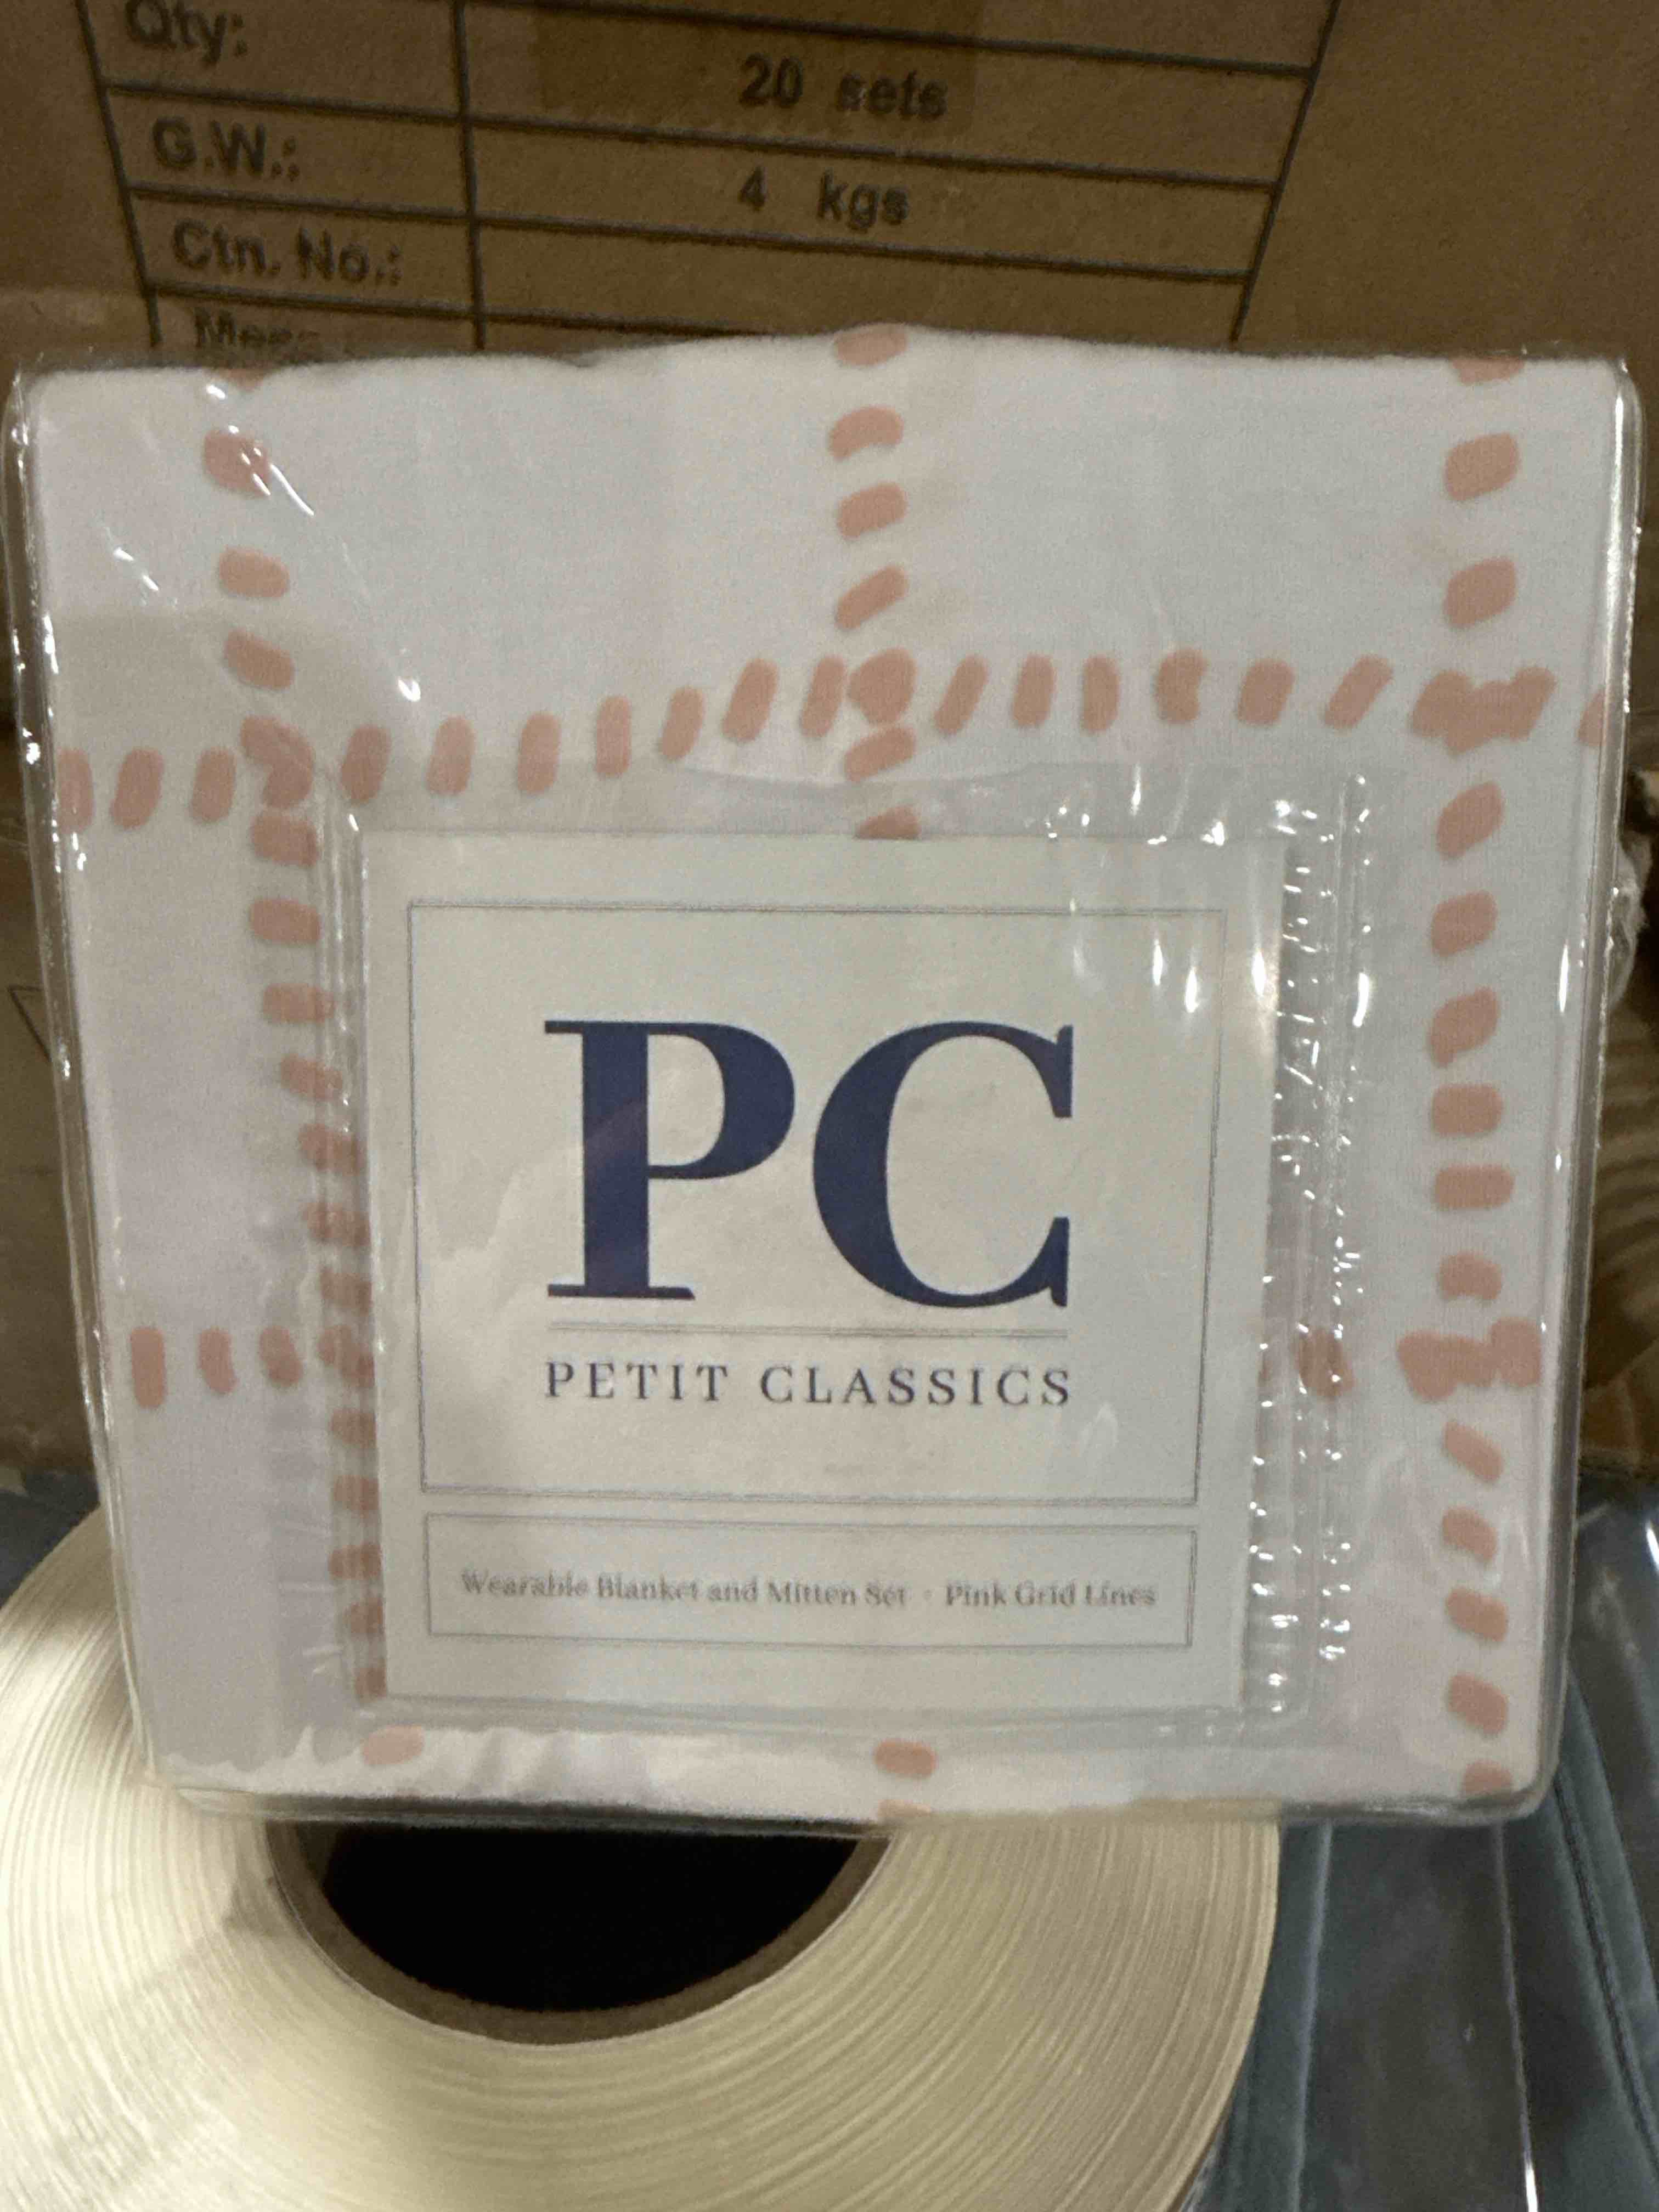 Qty:
20 sets
G.W.:
4 kgs
Ctn. No.:
PC
PETIT CLASSICS
Wearable Blanket and Mitten Set • Pink Grid Lines